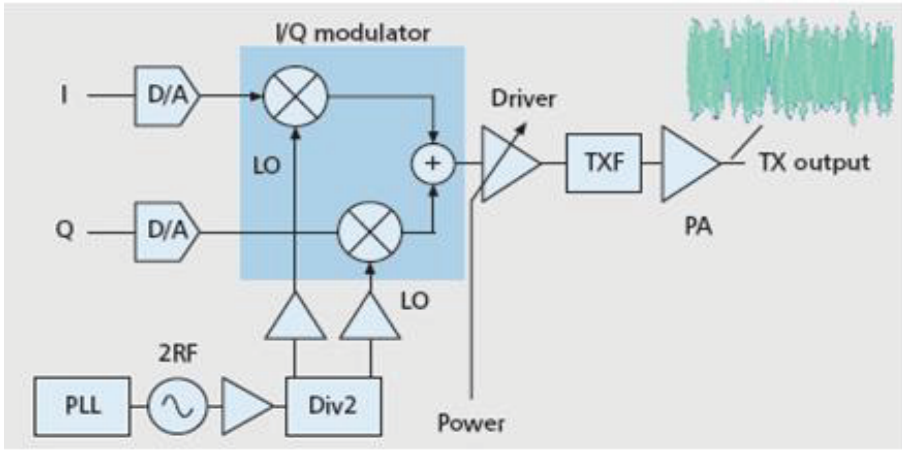 I/Q modulator
I
D/A
Driver
LO
TXF
TX output
Q
D/A
PA
LO
2RF
PLL
Div2
Power